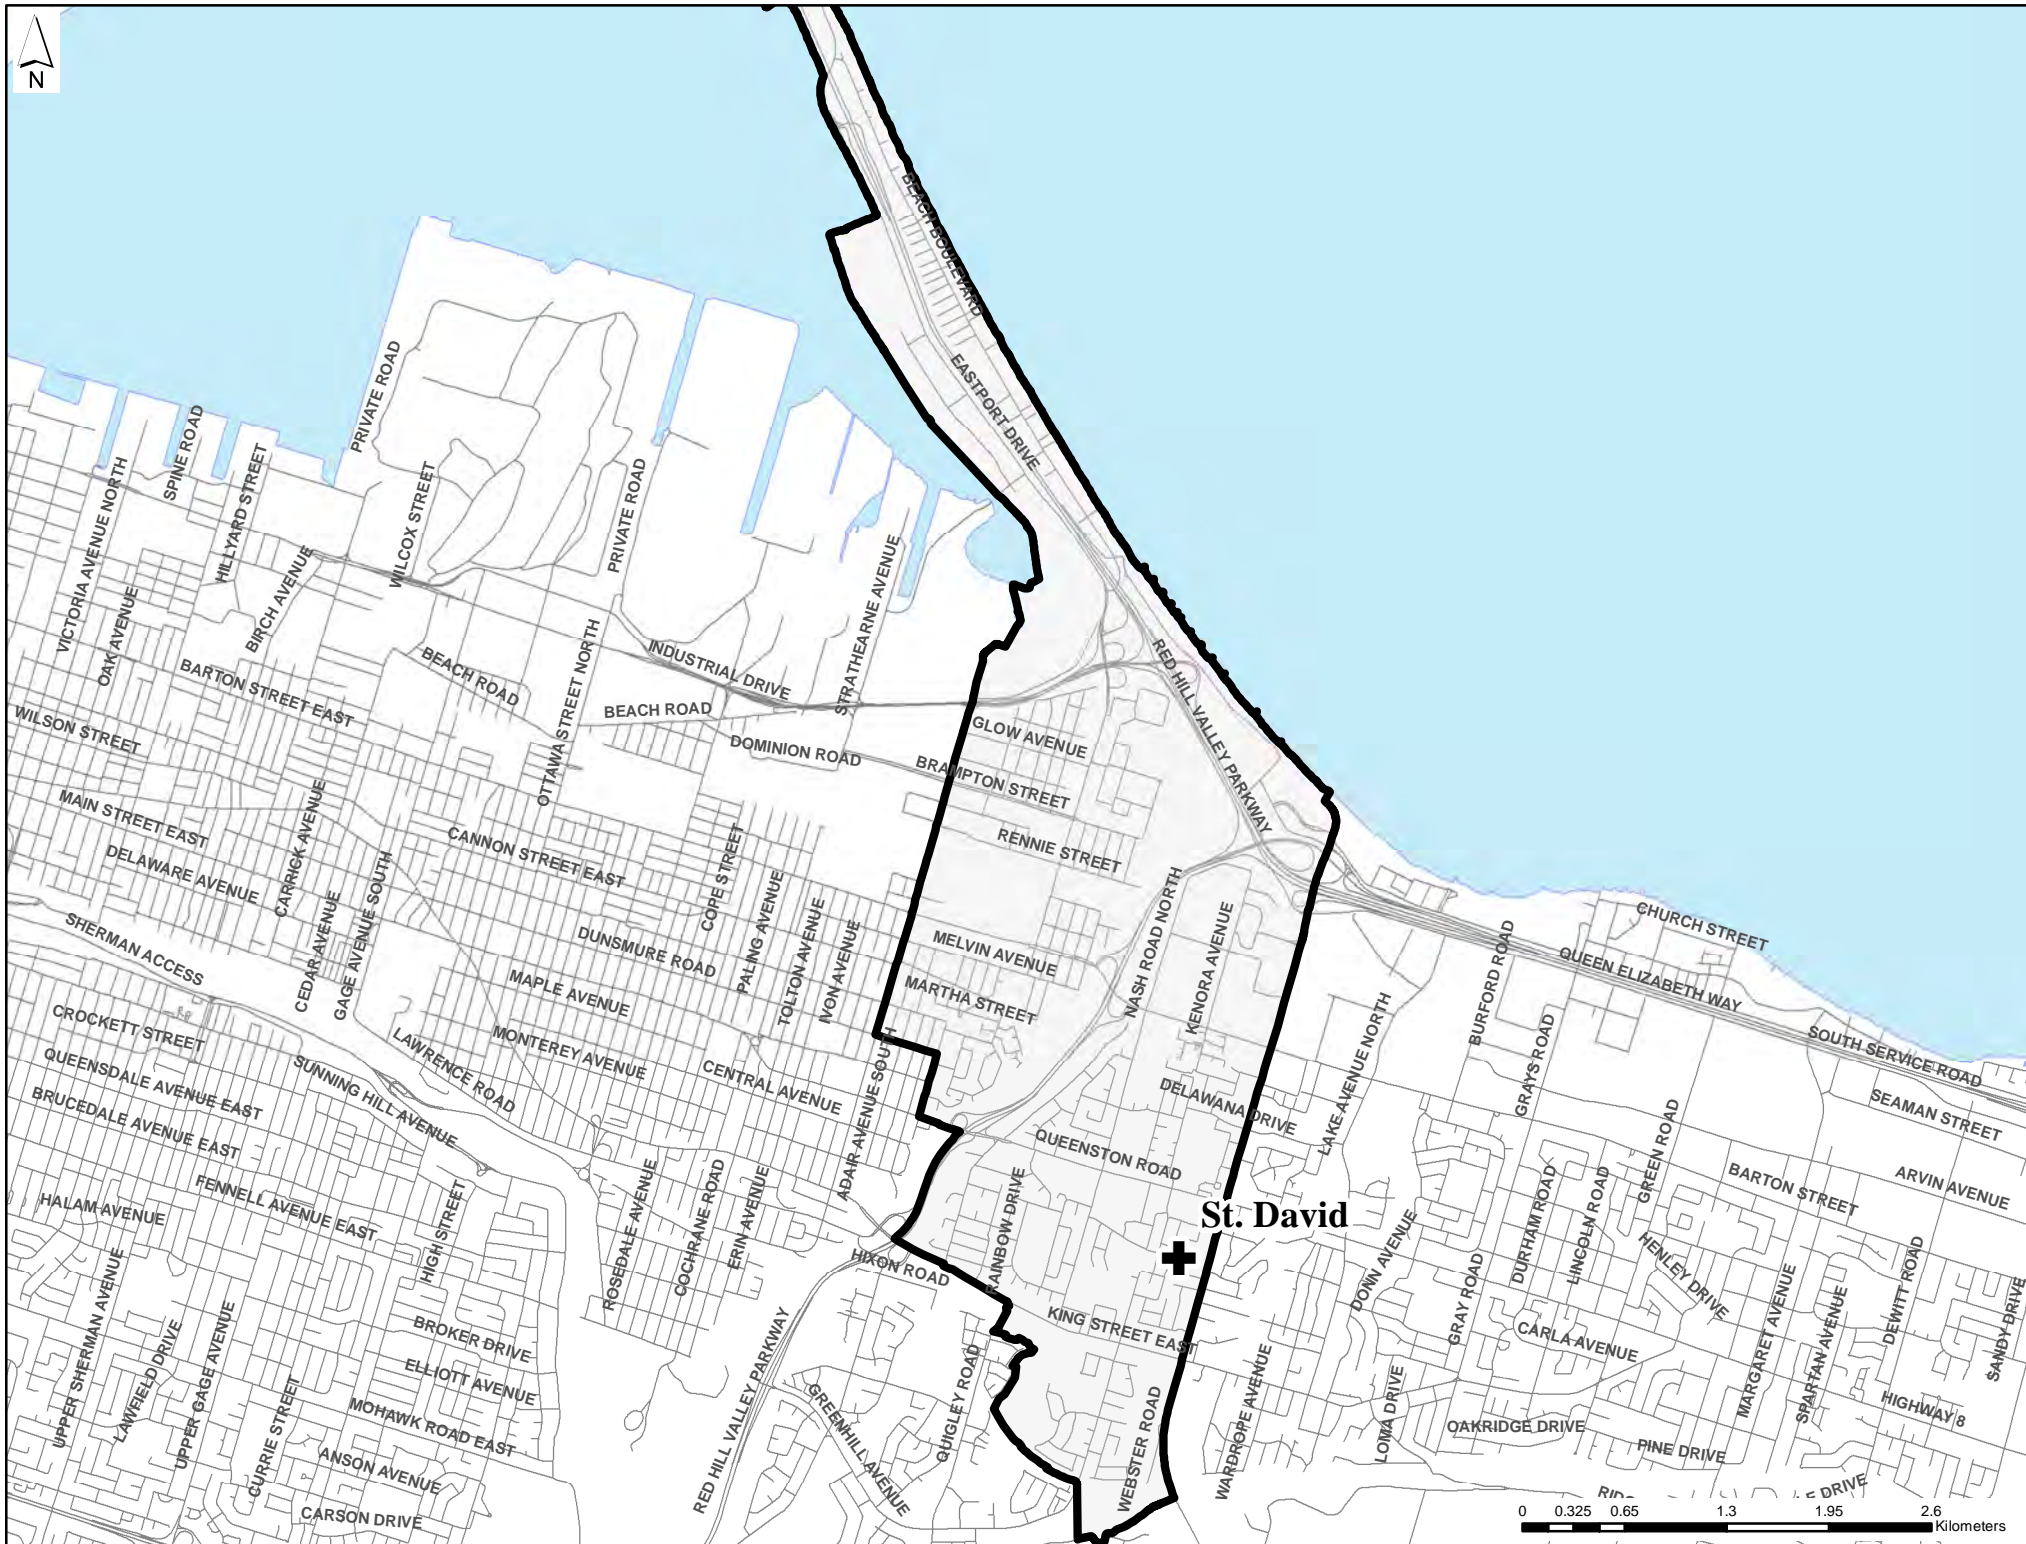 N
BEACH BOULEVARD
EASTPORT DRIVE
PRIVATE ROAD
SPINE ROAD
HILLYARD STREET
VICTORIA AVENUE NORTH
WILCOX STREET
PRIVATE ROAD
BIRCH AVENUE
OAK AVENUE
STRATHEARNE AVENUE
BARTON STREET EAST
BEACH ROAD
OTTAWA STREET NORTH
INDUSTRIAL DRIVE
BEACH ROAD
RED HILL VALLEY PARKWAY
WILSON STREET
DOMINION ROAD
GLOW AVENUE
BRAMPTON STREET
MAIN STREET EAST
CARRICK AVENUE
CANNON STREET EAST
RENNIE STREET
DELAWARE AVENUE
COPE STREET
CEDAR AVENUE
GAGE AVENUE SOUTH
PALING AVENUE
TOLTON AVENUE
IVON AVENUE
NASH ROAD NORTH
KENORA AVENUE
CHURCH STREET
SHERMAN ACCESS
DUNSMURE ROAD
MELVIN AVENUE
BURFORD ROAD
QUEEN ELIZABETH WAY
MAPLE AVENUE
MARTHA STREET
CROCKETT STREET
LAWRENCE ROAD
MONTEREY AVENUE
LAKE AVENUE NORTH
GRAYS ROAD
SOUTH SERVICE ROAD
QUEENSDALE AVENUE EAST
SUNNING HILL AVENUE
CENTRAL AVENUE
ADAIR AVENUE SOUTH
DELAWANA DRIVE
GREEN ROAD
SEAMAN STREET
BRUCEDALE AVENUE EAST
QUEENSTON ROAD
BARTON STREET
ARVIN AVENUE
HALAM AVENUE
FENNELL AVENUE EAST
HIGH STREET
ROSEDALE AVENUE
COCHRANE ROAD
ERIN AVENUE
RAINBOW DRIVE
St. David
DONN AVENUE
DURHAM ROAD
LINCOLN ROAD
HENLEY DRIVE
HIXON ROAD
UPPER SHERMAN AVENUE
LAWFIELD DRIVE
UPPER GAGE AVENUE
BROKER DRIVE
RED HILL VALLEY PARKWAY
KING STREET EAST
GRAY ROAD
CARLA AVENUE
MARGARET AVENUE
SPARTAN AVENUE
DEWITT ROAD
SANDY DRIVE
ELLIOTT AVENUE
QUIGLEY ROAD
WARDROPE AVENUE
LOMA DRIVE
CURRIE STREET
MOHAWK ROAD EAST
GREENHILL AVENUE
WEBSTER ROAD
OAKRIDGE DRIVE
HIGHWAY 8
PINE DRIVE
ANSON AVENUE
CARSON DRIVE
E DRIVE
0 0.325 0.65 1.3 1.95 2.6
Kilometers